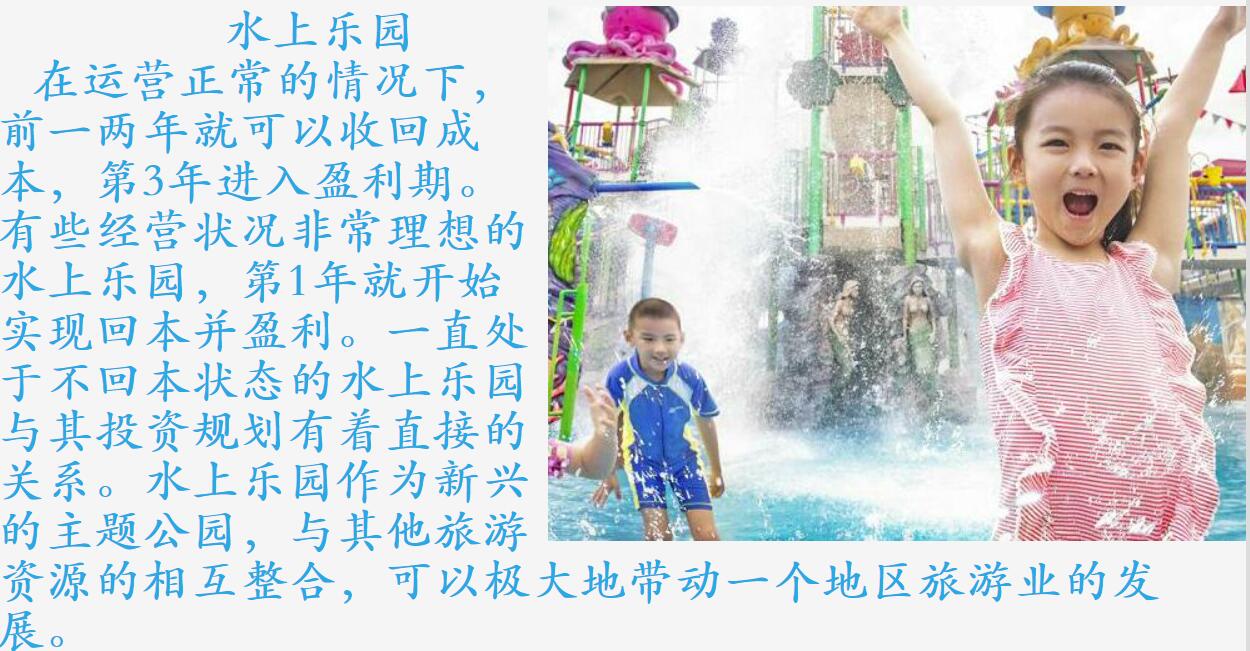 水上乐园
在运营正常的情况下，
前一两年就可以收回成
本，第3年进入盈利期。
有些经营状况非常理想的
水上乐园，第1年就开始
实现回本并盈利。一直处
于不回本状态的水上乐园
与其投资规划有着直接的
关系。水上乐园作为新兴
的主题公园，与其他旅游
资源的相互整合，可以极大地带动一个地区旅游业的发
展。